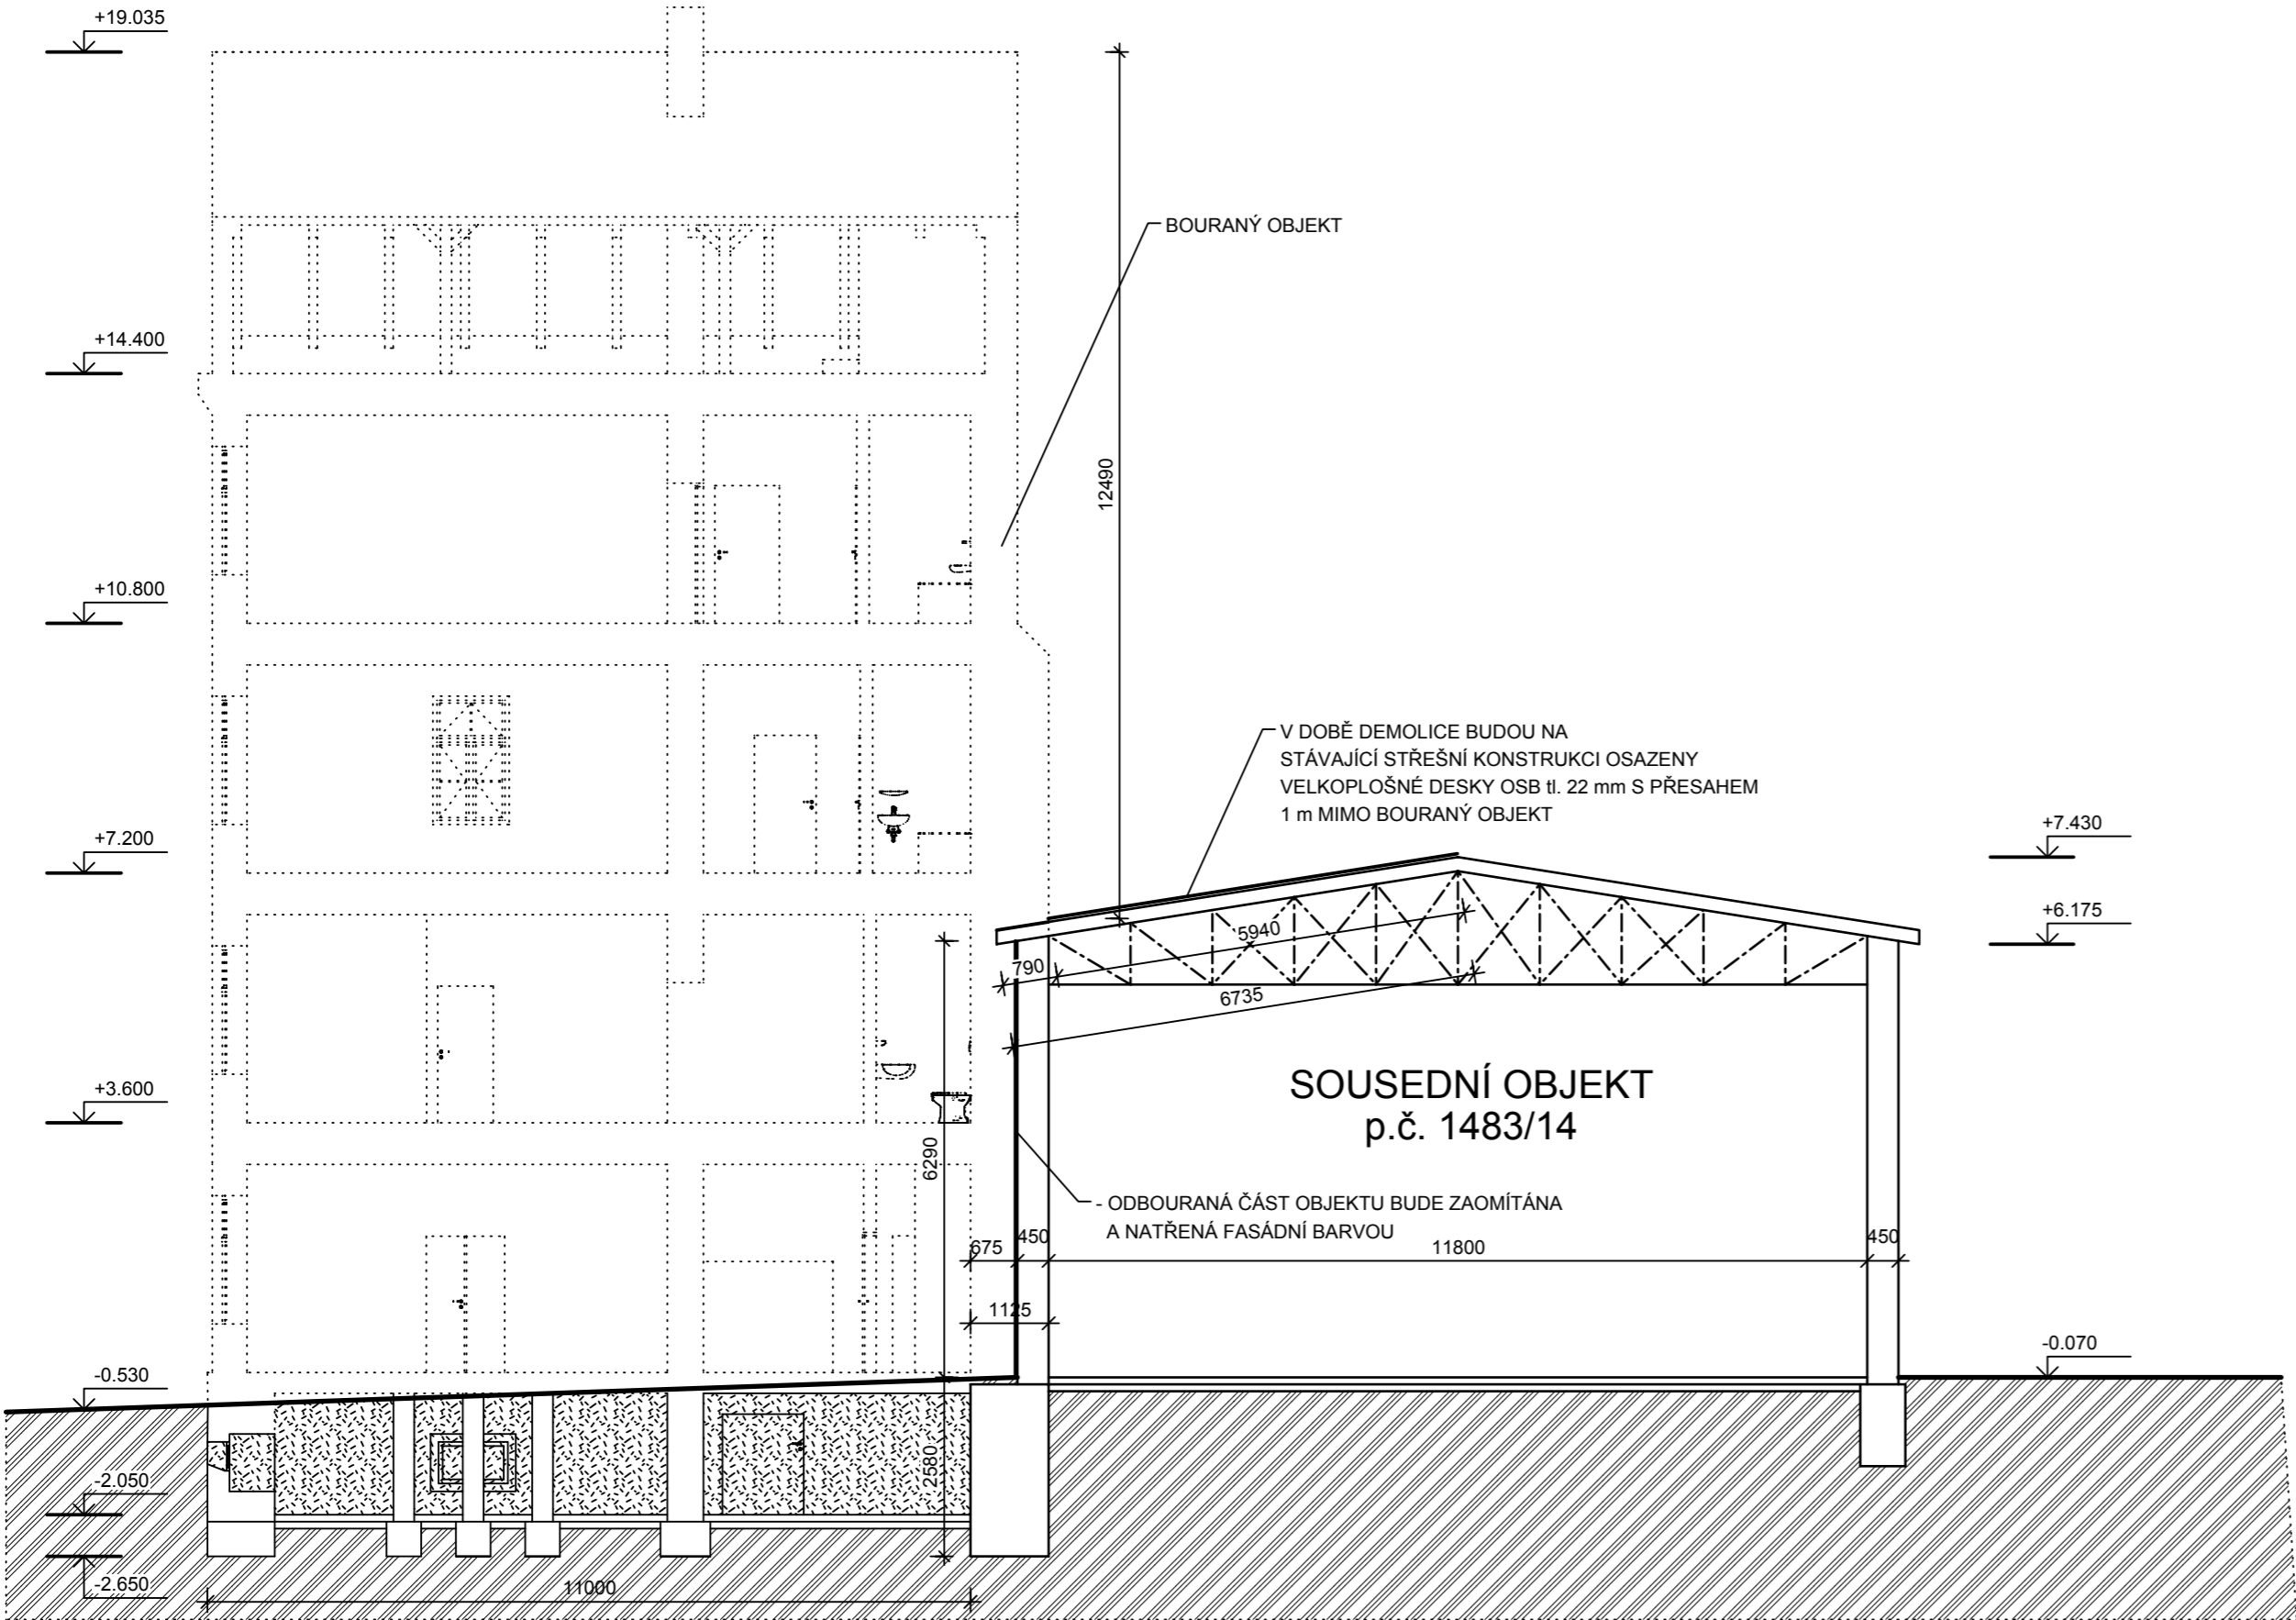 +19.035
BOURANÝ OBJEKT
+14.400
12490
+10.800
V DOBĚ DEMOLICE BUDOU NA
STÁVAJÍCÍ STŘEŠNÍ KONSTRUKCI OSAZENY
VELKOPLOŠNÉ DESKY OSB tl. 22 mm S PŘESAHEM
1 m MIMO BOURANÝ OBJEKT
+7.200
+7.430
+6.175
5940
790
6735
+3.600
SOUSEDNÍ OBJEKT
p.č. 1483/14
6290
- ODBOURANÁ ČÁST OBJEKTU BUDE ZAOMÍTÁNA
A NATŘENÁ FASÁDNÍ BARVOU
675
450
11800
450
1125
-0.530
-0.070
2580
-2.050
-2.650
11000